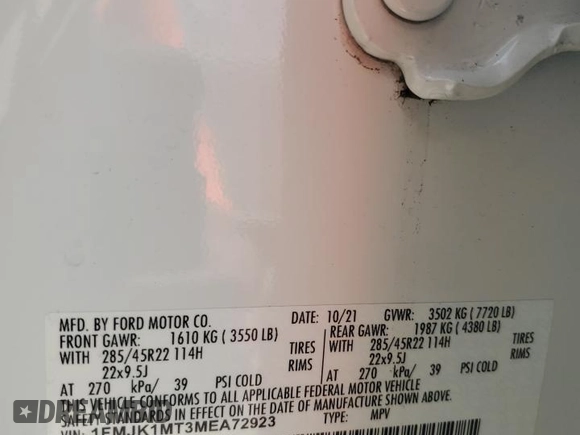 MFD. BY FORD MOTOR CO.
DATE: 10/21 GVWR: 3502 KG ( 7720 LB)
FRONT GAWR: 1610 KG ( 3550 LB) REAR GAWR: 1987 KG ( 4380 LB)
WITH 285/45R22 114H TIRES WITH 285/45R22 114H TIRES
22x9.5J RIMS 22x9.5J RIMS
AT 270 kPa/ 39 PSI COLD AT 270 kPa/ 39 PSI COLD
THIS VEHICLE CONFORMS TO ALL APPLICABLE FEDERAL MOTOR VEHICLE
SAFETY STANDARDS IN EFFECT ON THE DATE OF MANUFACTURE SHOWN ABOVE.
VIN: 1FMJK1MT3MEA72923 TYPE: MPV